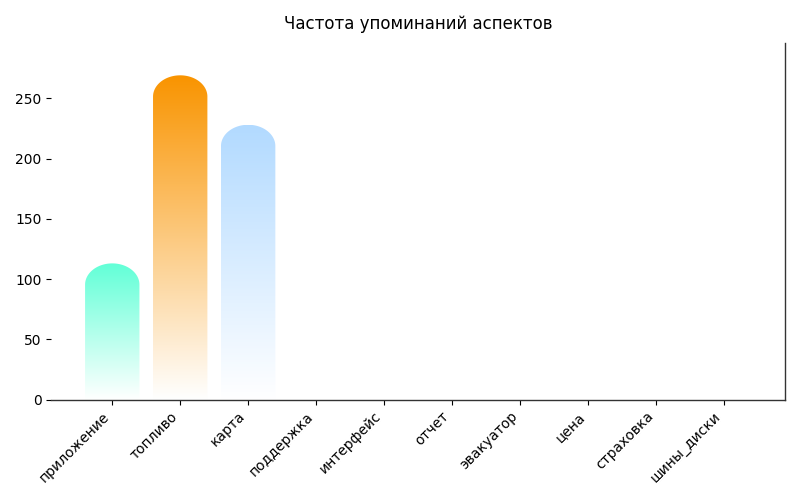 Частота упоминаний аспектов
250
200
150
100
50
0
приложение
топливо
карта
поддержка
интерфейс
отчет
эвакуатор
цена
страховка
шины_диски